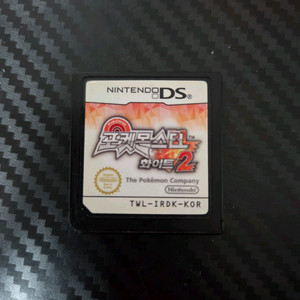 NINTENDO DS
포켓몬스터
화이트 2
The Pokémon Company
Nintendo
TWL-IRDK-KOR